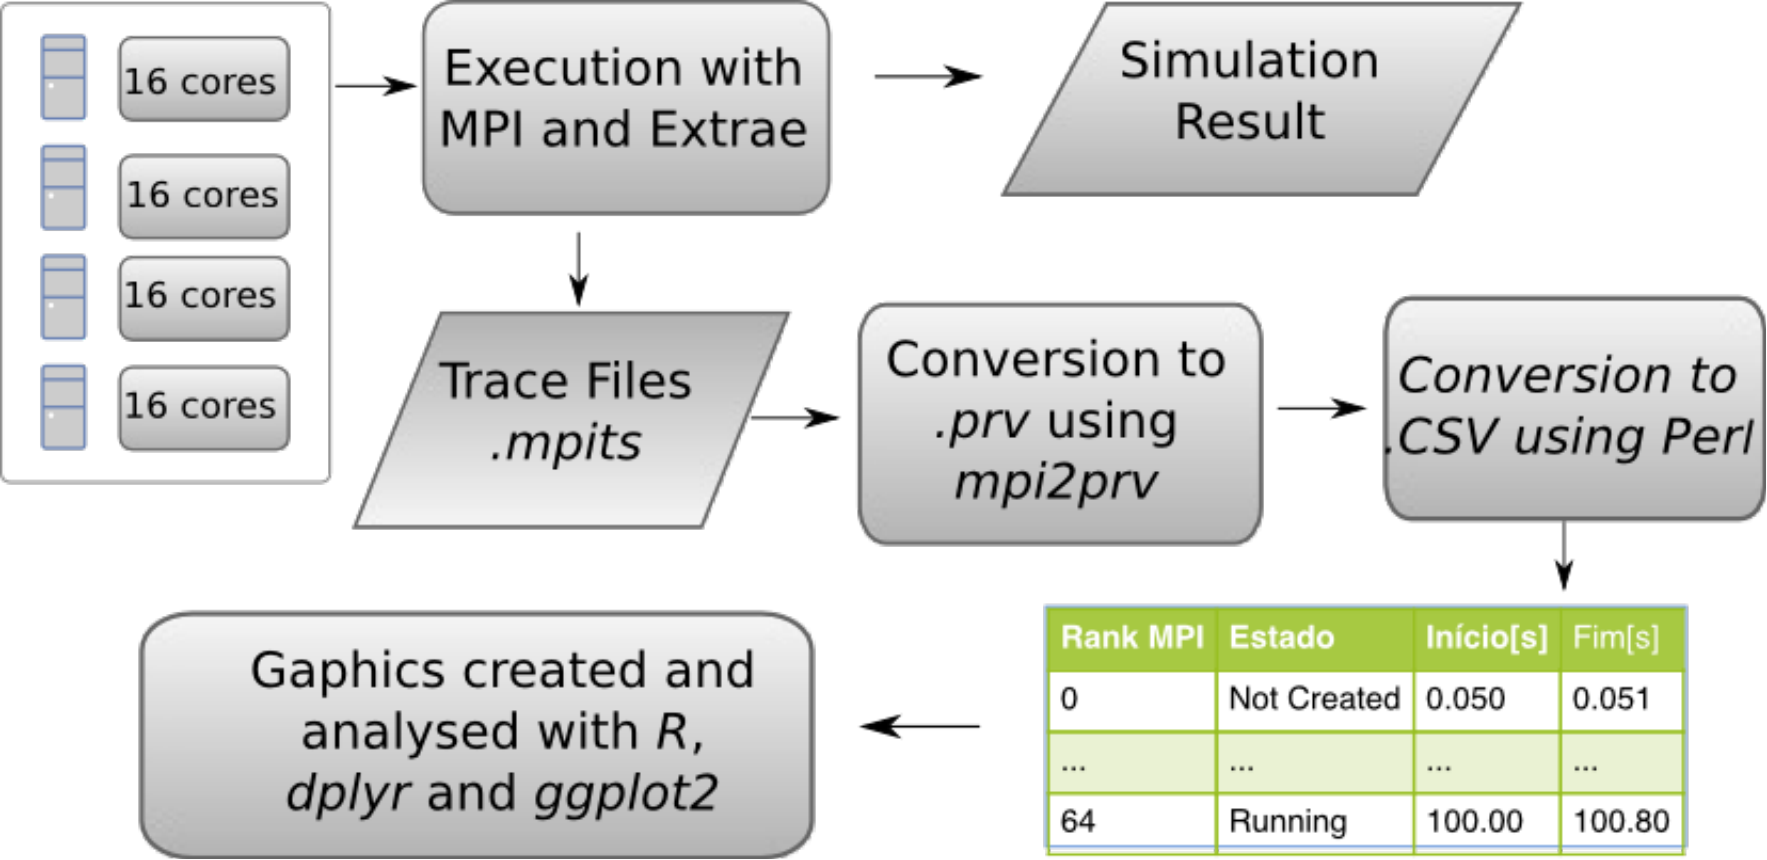 16 cores
16 cores
16 cores
16 cores
Execution with
MPI and Extrae
Simulation
Result
Trace Files
.mpits
Conversion to
.prv using
mpi2prv
Conversion to
.CSV using Perl
Rank MPI Estado Início[s] Fim[s]
0 Not Created 0.050 0.051
... ... ... ...
64 Running 100.00 100.80
Gaphics created and
analysed with R,
dplyr and ggplot2